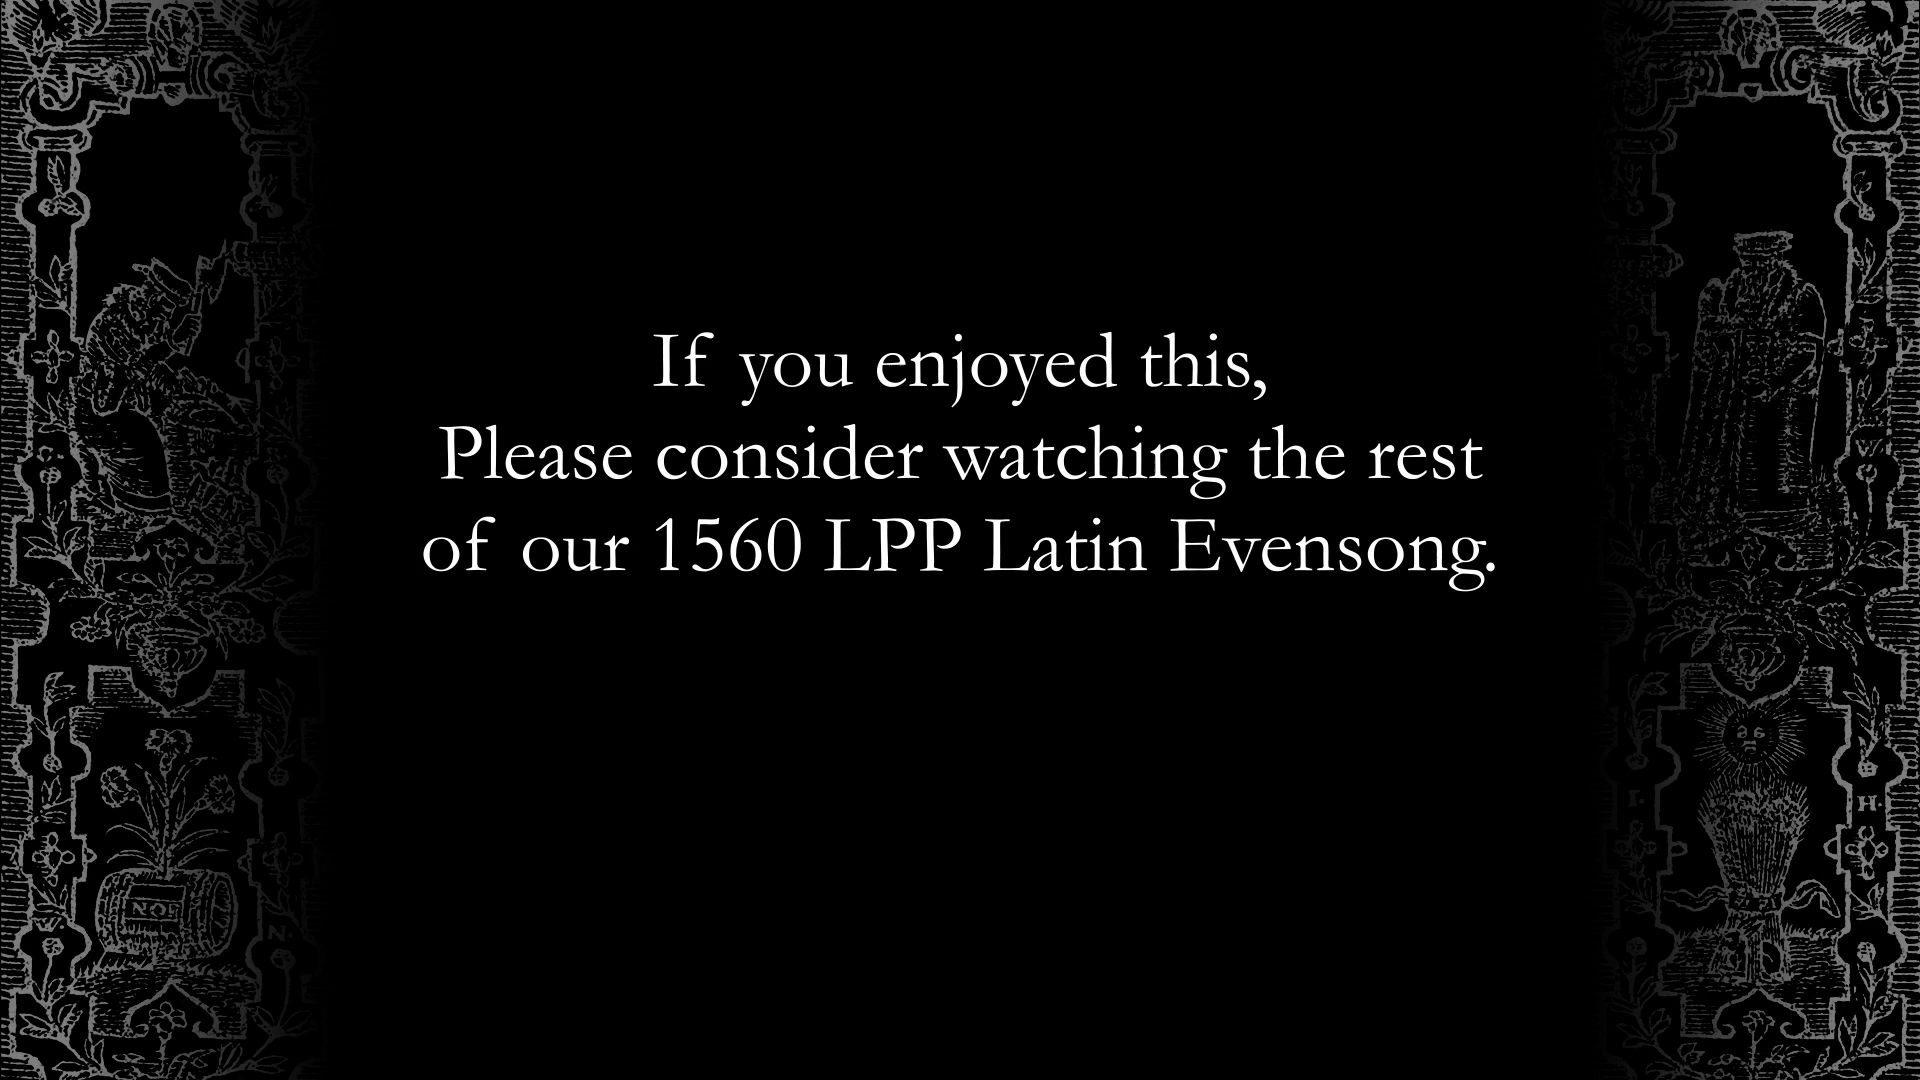 If you enjoyed this,
Please consider watching the rest
of our 1560 LPP Latin Evensong.
I.
H.
N.